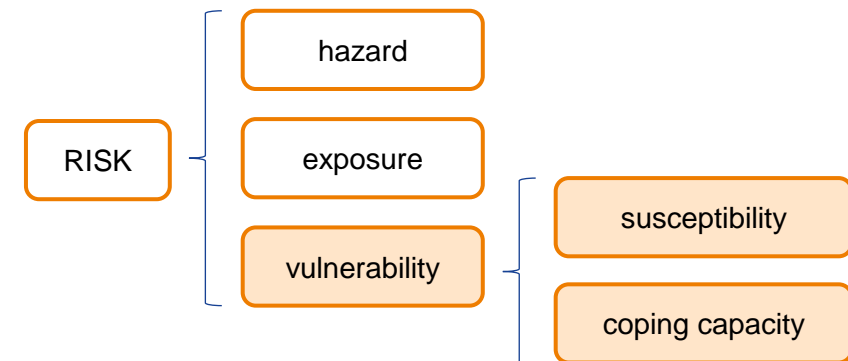 RISK
hazard
exposure
vulnerability
susceptibility
coping capacity